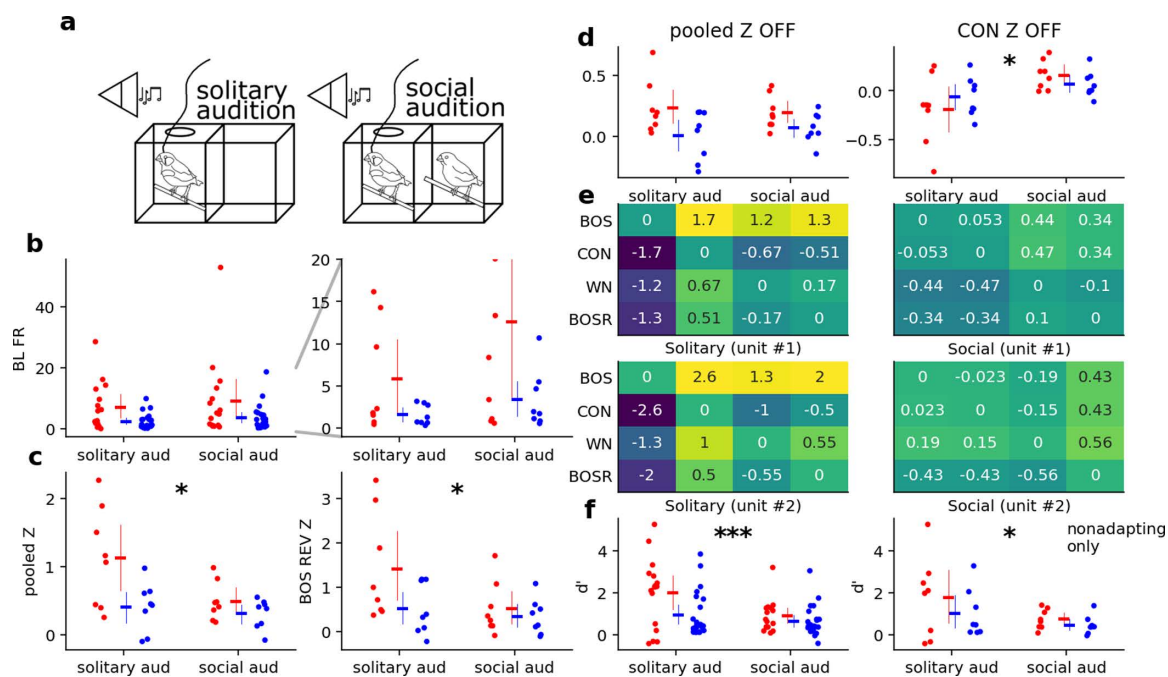 a
solitary
audition
social
audition
b
BL FR
40
20
0
20
15
10
5
0
solitary aud
social aud
solitary aud
social aud
c
pooled Z
2
1
0
*
solitary aud
social aud
BOS REV Z
3
2
1
0
*
solitary aud
social aud
d
pooled Z OFF
0.5
0.0
solitary aud
social aud
CON Z OFF
*
0.0
−0.5
solitary aud
social aud
e
BOS 0 1.7 1.2 1.3
CON -1.7 0 -0.67 -0.51
WN -1.2 0.67 0 0.17
BOSR -1.3 0.51 -0.17 0
Solitary (unit #1)
0 0.053 0.44 0.34
-0.053 0 0.47 0.34
-0.44 -0.47 0 -0.1
-0.34 -0.34 0.1 0
Social (unit #1)
BOS 0 2.6 1.3 2
CON -2.6 0 -1 -0.5
WN -1.3 1 0 0.55
BOSR -2 0.5 -0.55 0
Solitary (unit #2)
0 -0.023 -0.19 0.43
0.023 0 -0.15 0.43
0.19 0.15 0 0.56
-0.43 -0.43 -0.56 0
Social (unit #2)
f
d'
4
2
0
***
solitary aud
social aud
d'
4
2
0
*
nonadapting
only
solitary aud
social aud